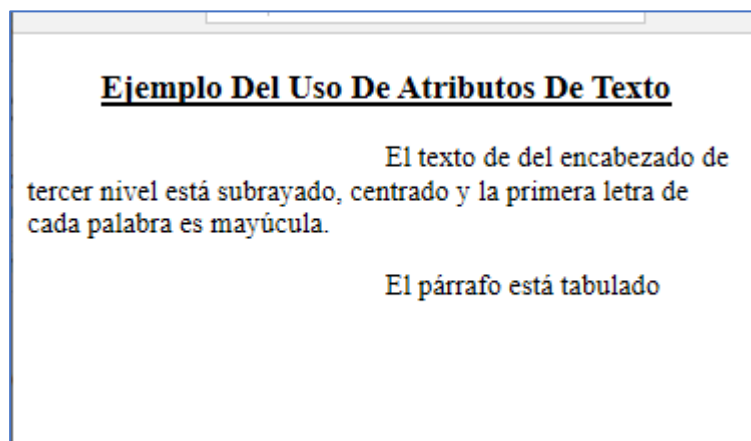 Ejemplo Del Uso De Atributos De Texto
El texto de del encabezado de
tercer nivel está subrayado, centrado y la primera letra de
cada palabra es mayúcula.
El párrafo está tabulado